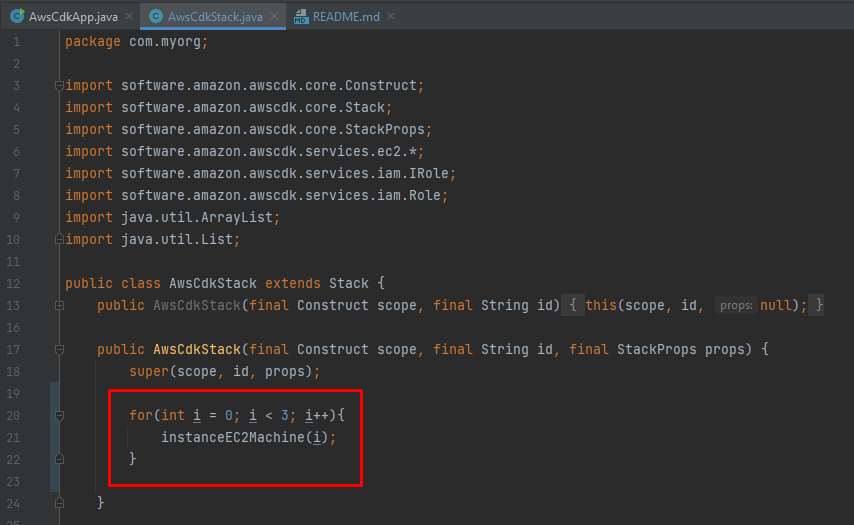 AwsCdkApp.java × AwsCdkStack.java × MD README.md ×
1 package com.myorg;
2
3 import software.amazon.awscdk.core.Construct;
4 import software.amazon.awscdk.core.Stack;
5 import software.amazon.awscdk.core.StackProps;
6 import software.amazon.awscdk.services.ec2.*;
7 import software.amazon.awscdk.services.iam.IRole;
8 import software.amazon.awscdk.services.iam.Role;
9 import java.util.ArrayList;
10 import java.util.List;
11
12 public class AwsCdkStack extends Stack {
13 public AwsCdkStack(final Construct scope, final String id) { this(scope, id, props: null); }
16
17 public AwsCdkStack(final Construct scope, final String id, final StackProps props) {
18 super(scope, id, props);
19
20 for(int i = 0; i < 3; i++){
21 instanceEC2Machine(i);
22 }
23
24 }
25